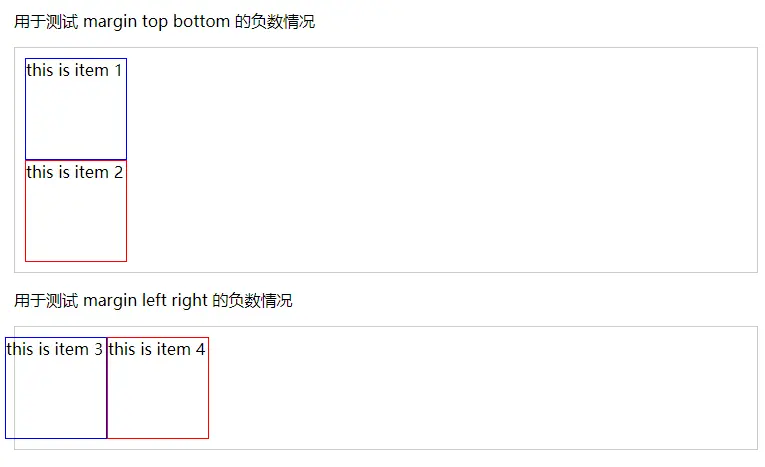 用于测试 margin top bottom 的负数情况
this is item 1
this is item 2
用于测试 margin left right 的负数情况
this is item 3 this is item 4